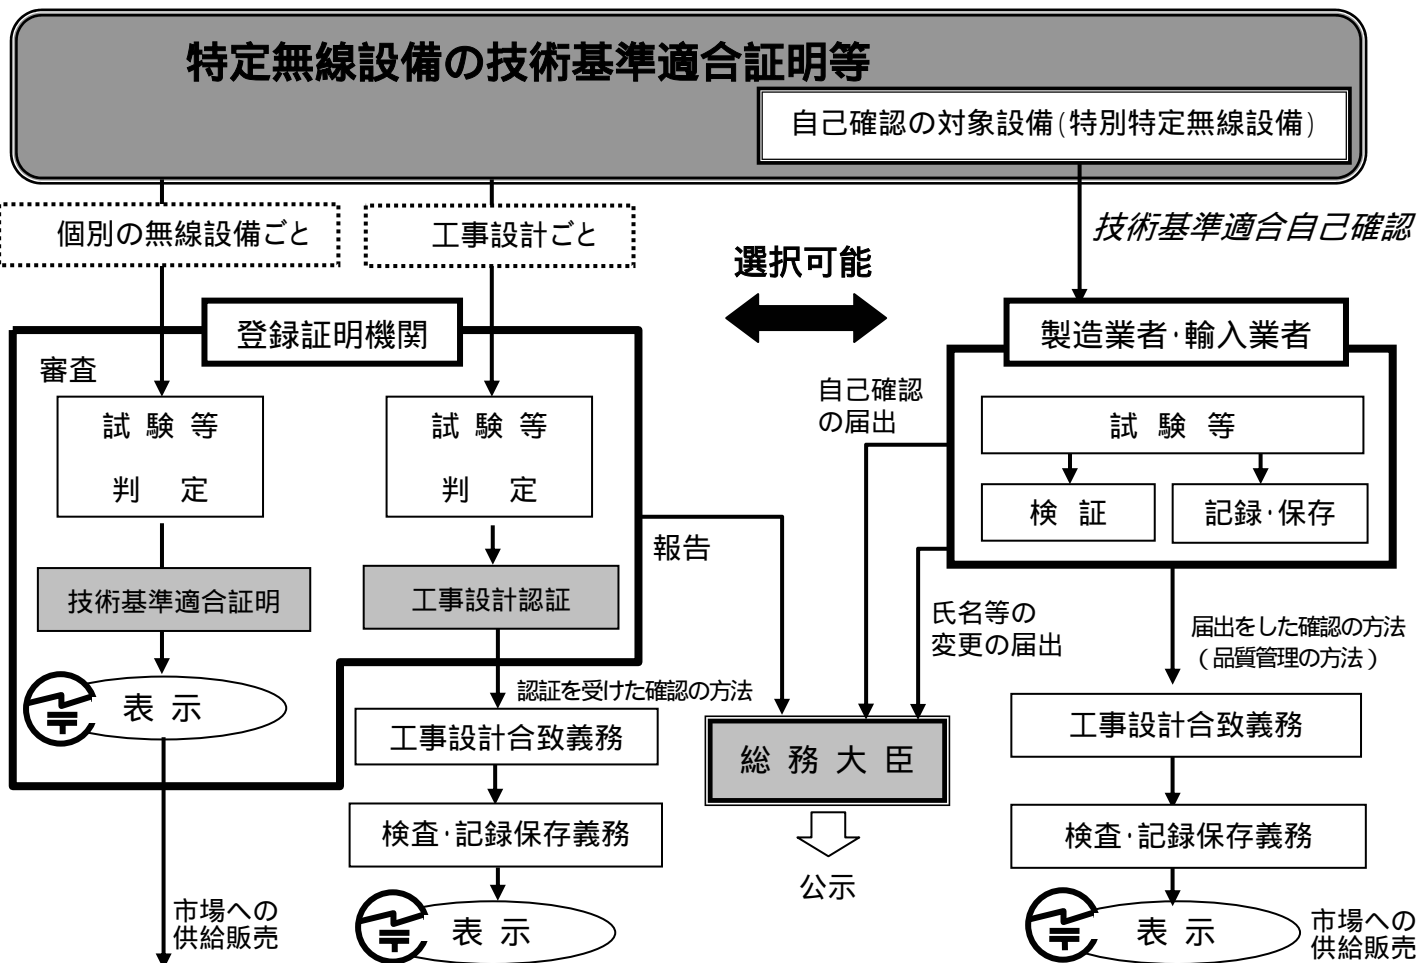 特定無線設備の技術基準適合証明等
自己確認の対象設備(特別特定無線設備)
個別の無線設備ごと
工事設計ごと
技術基準適合自己確認
選択可能
登録証明機関
製造業者・輸入業者
審査
試験等
判定
試験等
判定
自己確認
の届出
試験等
検証
記録・保存
報告
技術基準適合証明
工事設計認証
氏名等の
変更の届出
届出をした確認の方法
（品質管理の方法）
表示
認証を受けた確認の方法
工事設計合致義務
総務大臣
工事設計合致義務
検査・記録保存義務
検査・記録保存義務
公示
市場への
供給販売
表示
表示
市場への
供給販売